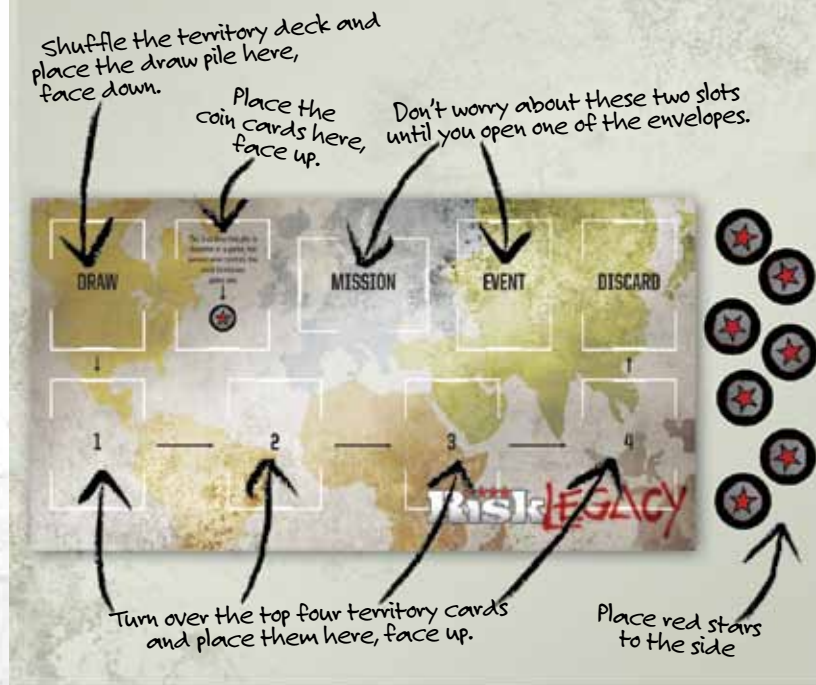 Shuffle the territory deck and
place the draw pile here,
face down.
Place the
coin cards here,
face up.
Don't worry about these two slots
until you open one of the envelopes.
DRAW
MISSION
EVENT
DISCARD
1
2
3
4
RISK LEGACY
Turn over the top four territory cards
and place them here, face up.
Place red stars
to the side